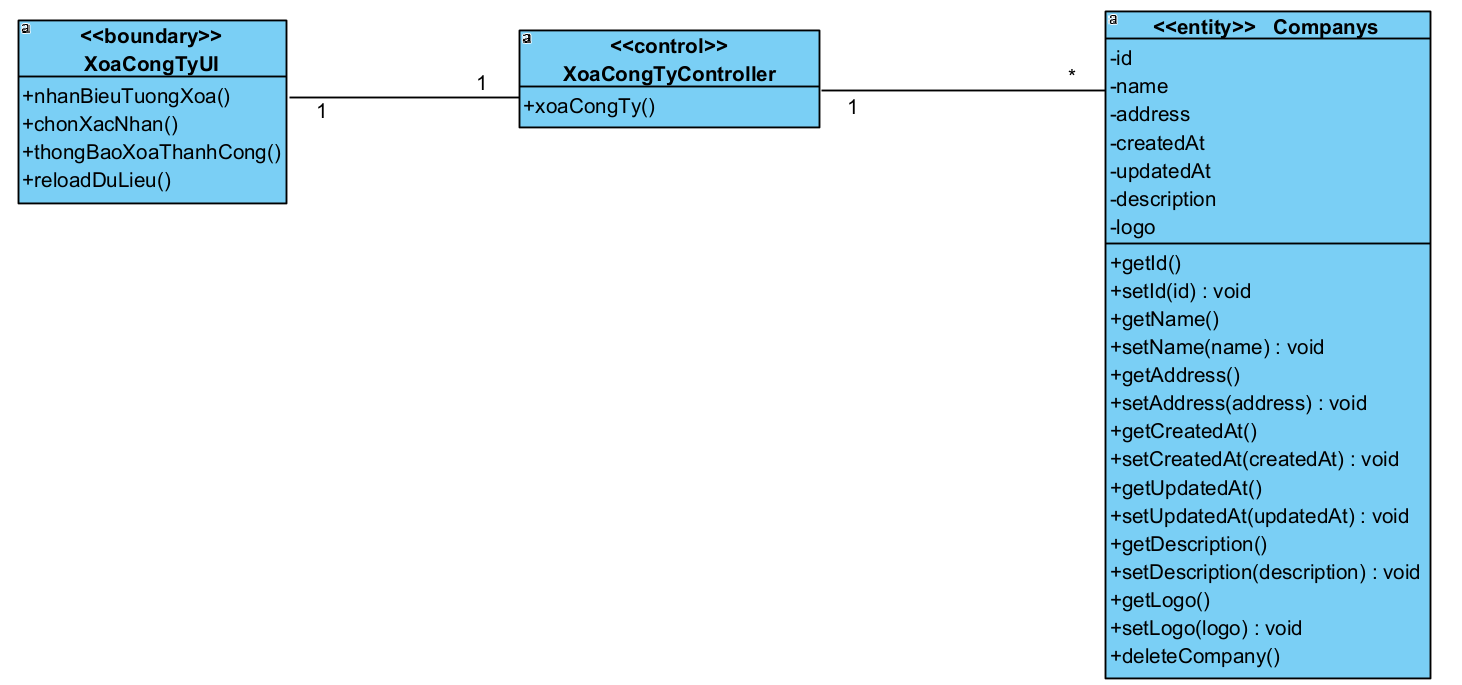 a
<<boundary>>
XoaCongTyUI
+nhanBieuTuongXoa()
+chonXacNhan()
+thongBaoXoaThanhCong()
+reloadDuLieu()
1
1
a
<<control>>
XoaCongTyController
+xoaCongTy()
1
*
a
<<entity>> Companys
-id
-name
-address
-createdAt
-updatedAt
-description
-logo
+getId()
+setId(id) : void
+getName()
+setName(name) : void
+getAddress()
+setAddress(address) : void
+getCreatedAt()
+setCreatedAt(createdAt) : void
+getUpdatedAt()
+setUpdatedAt(updatedAt) : void
+getDescription()
+setDescription(description) : void
+getLogo()
+setLogo(logo) : void
+deleteCompany()